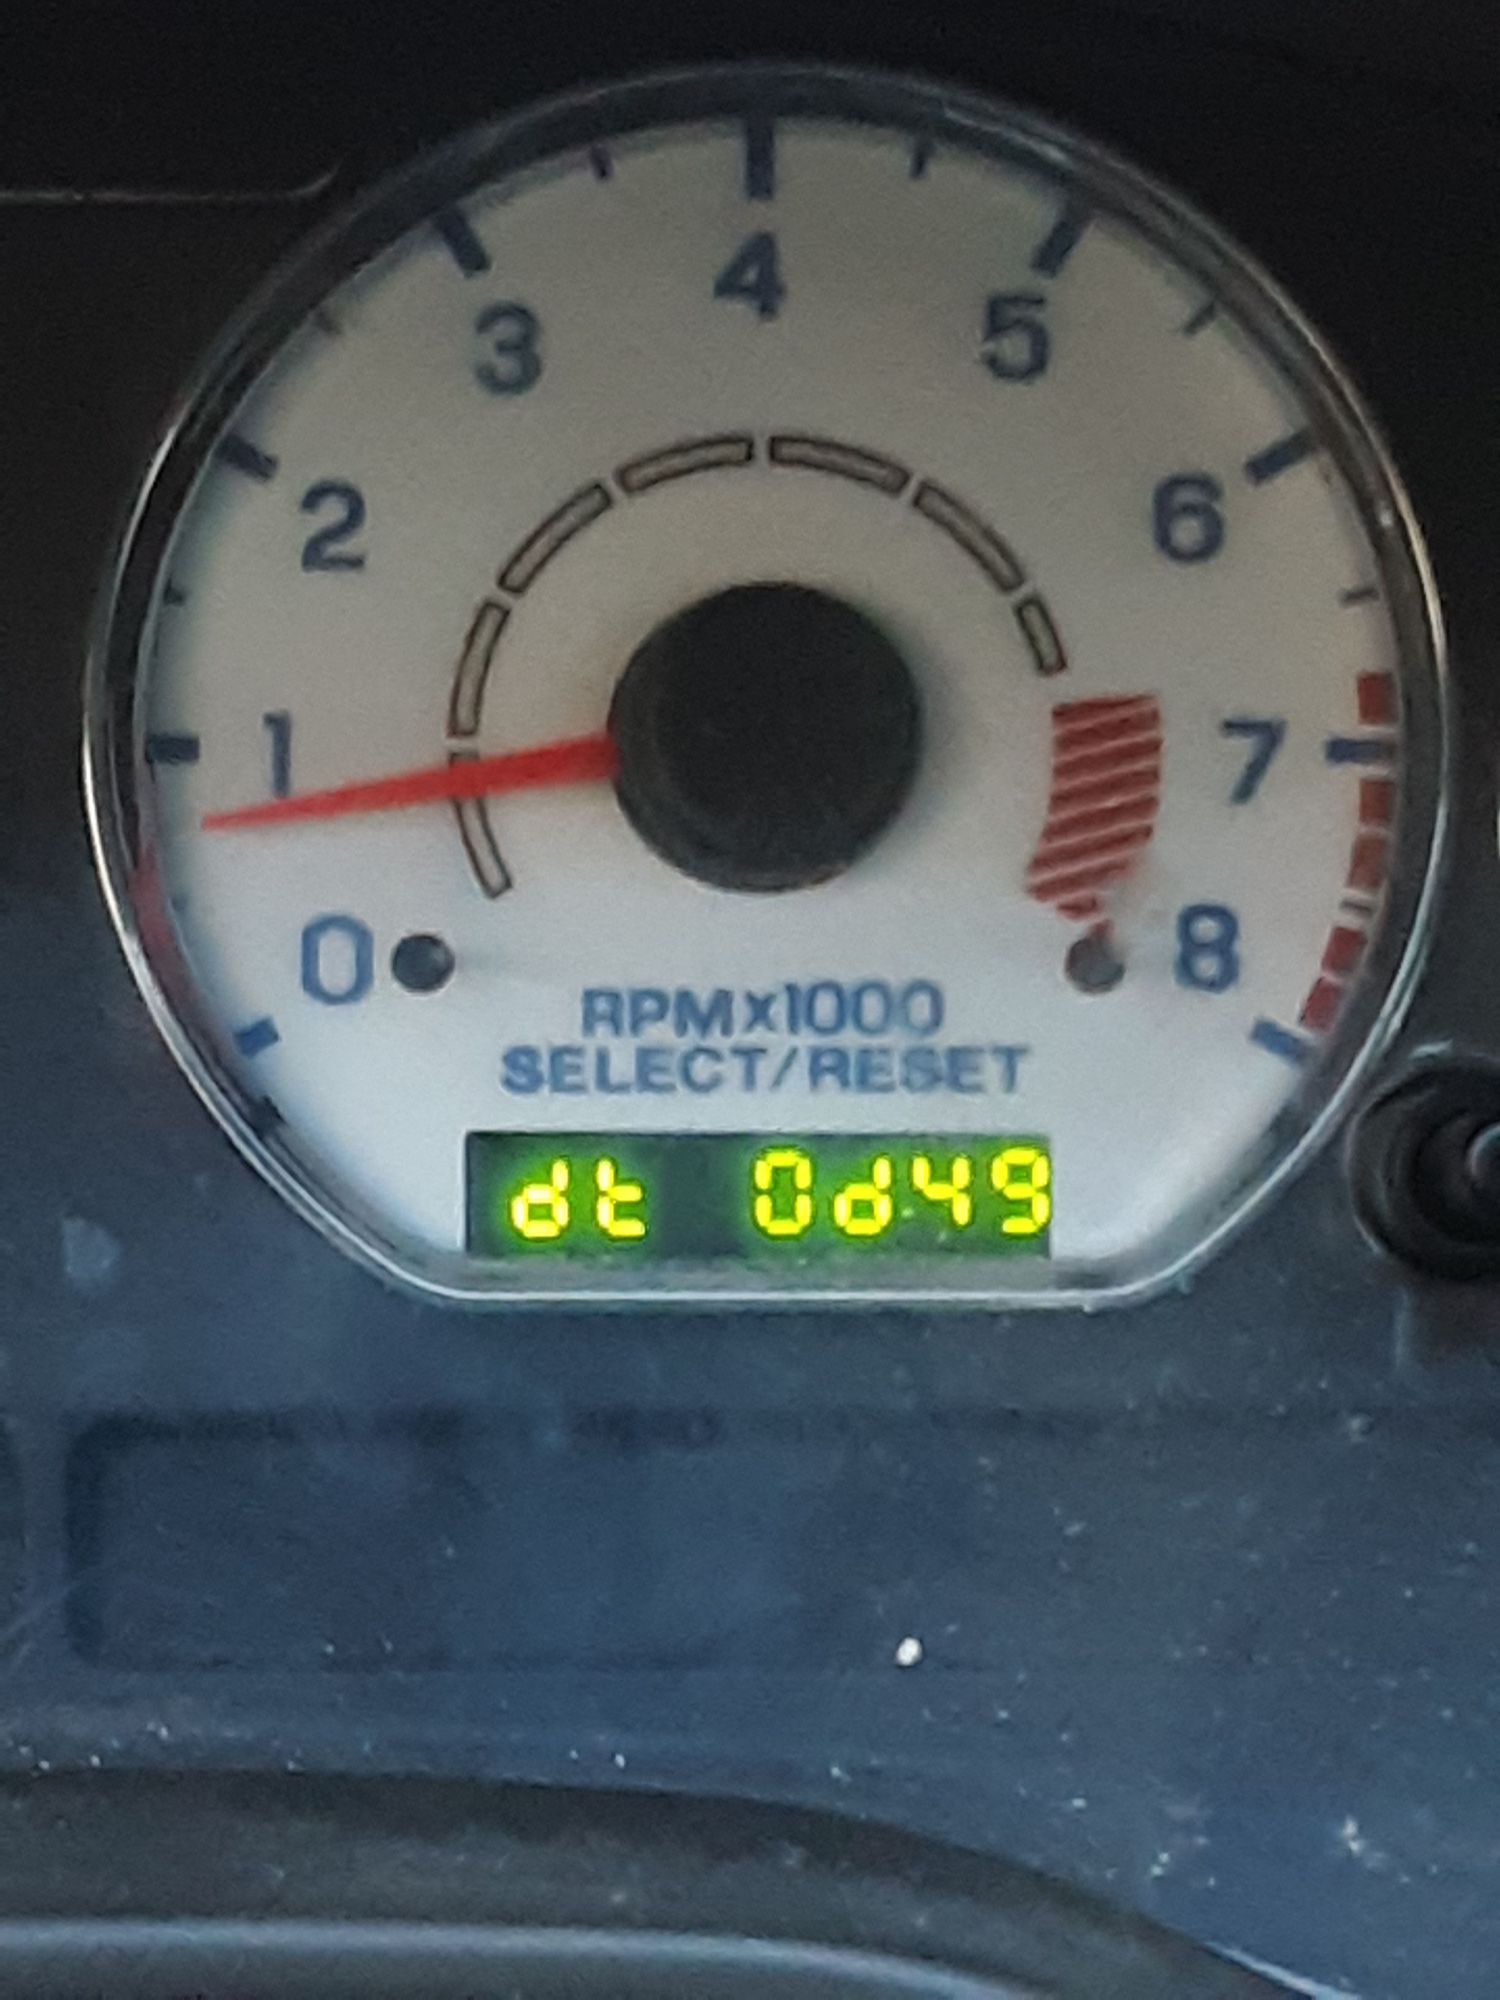 4
3 5
2 6
1 7
0 8
RPMx1000
SELECT/RESET
dt 0d49